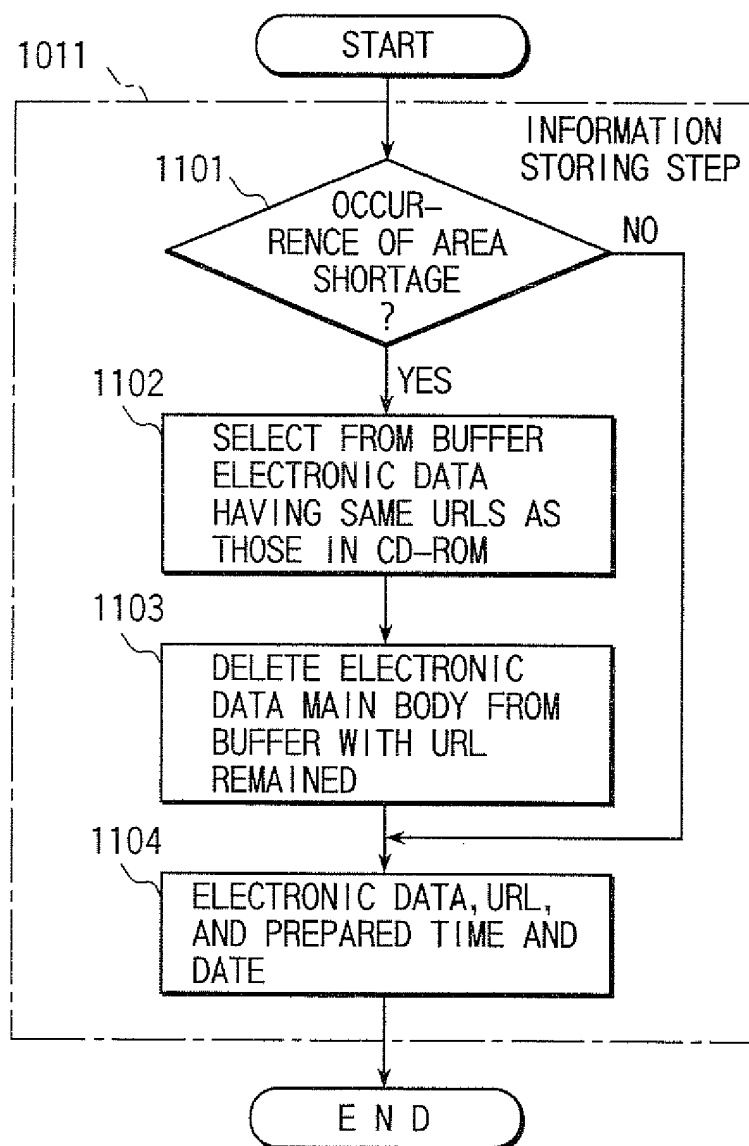 START
1011
INFORMATION
STORING STEP
1101
OCCUR-
RENCE OF AREA
SHORTAGE
?
NO
YES
1102
SELECT FROM BUFFER
ELECTRONIC DATA
HAVING SAME URLS AS
THOSE IN CD-ROM
1103
DELETE ELECTRONIC
DATA MAIN BODY FROM
BUFFER WITH URL
REMAINED
1104
ELECTRONIC DATA, URL,
AND PREPARED TIME AND
DATE
END